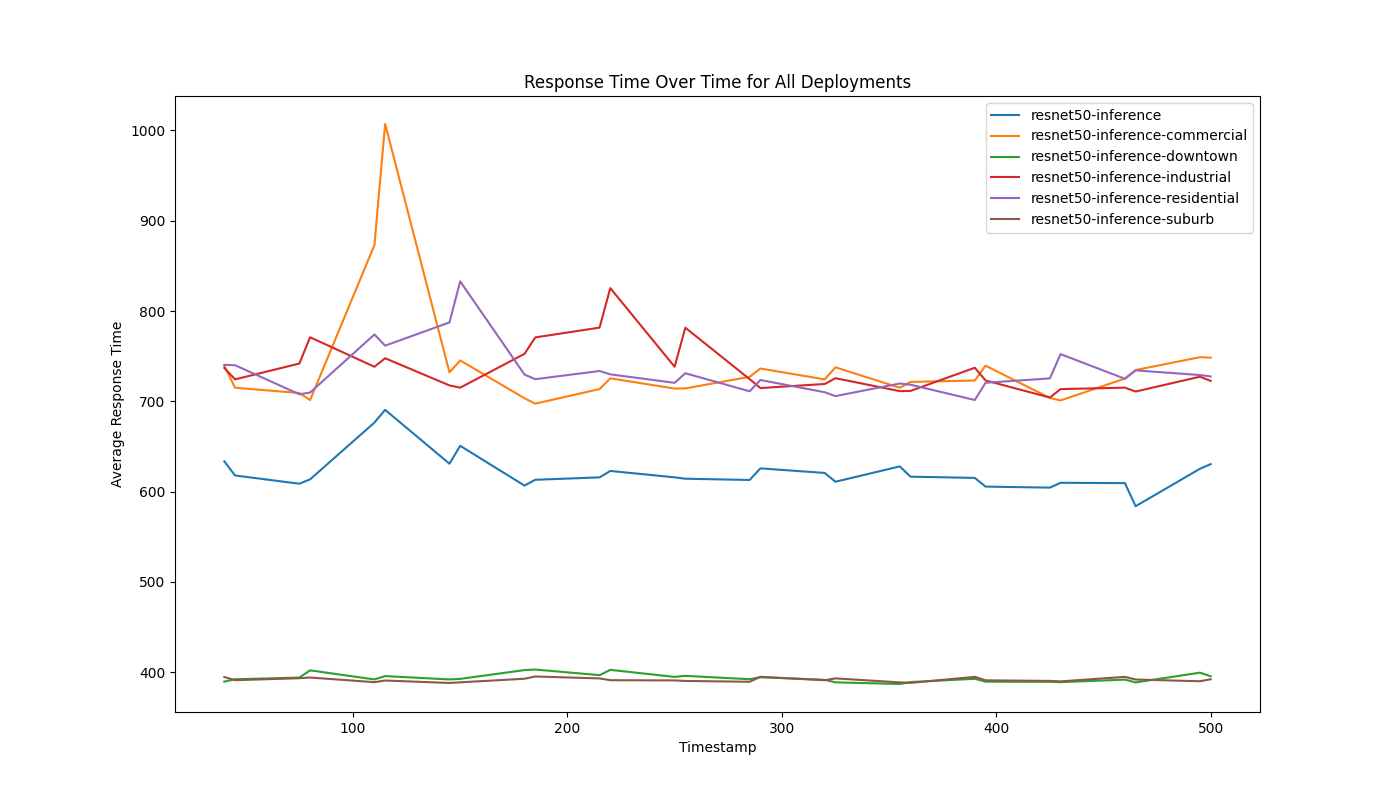 Response Time Over Time for All Deployments
resnet50-inference
resnet50-inference-commercial
resnet50-inference-downtown
resnet50-inference-industrial
resnet50-inference-residential
resnet50-inference-suburb
Average Response Time
1000
900
800
700
600
500
400
100
200
300
400
500
Timestamp